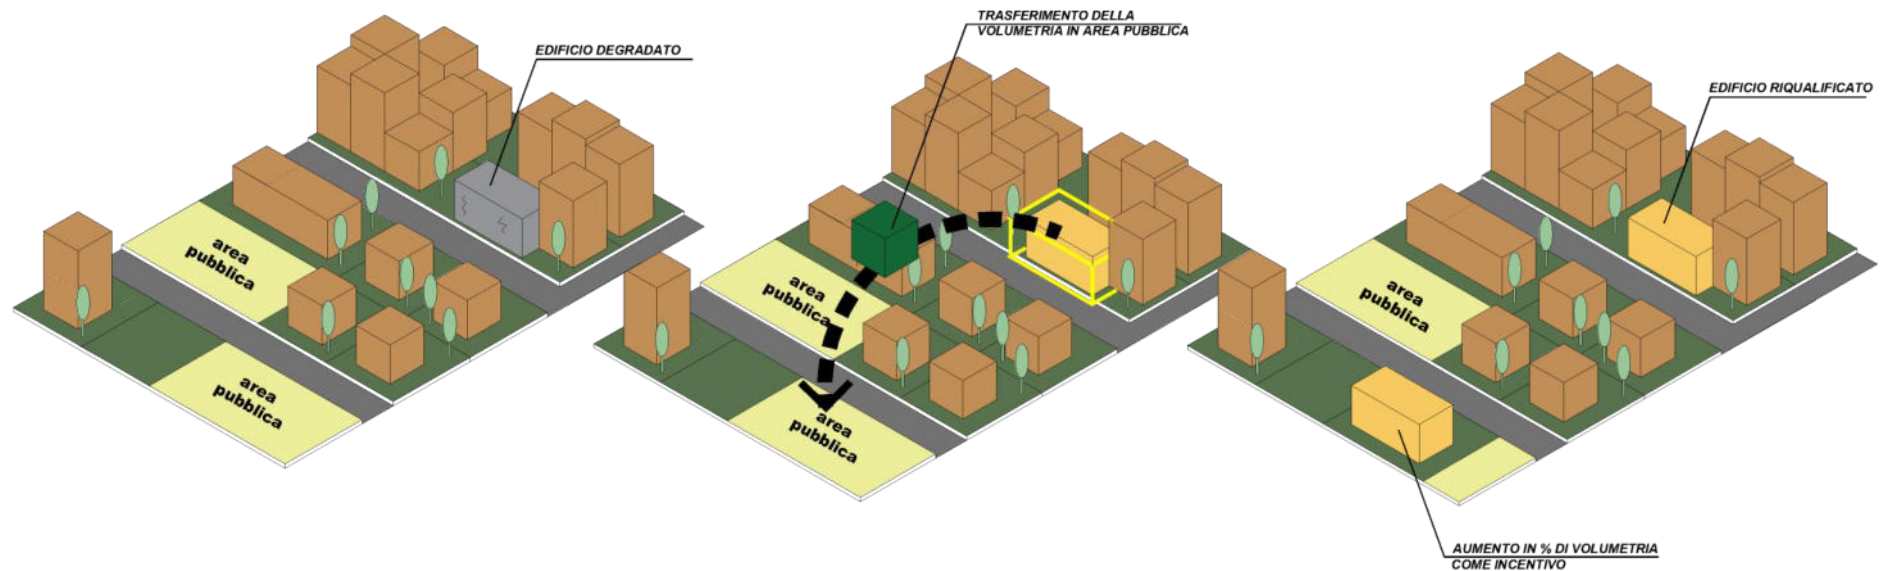 EDIFICIO DEGRADATO
area
pubblica
area
pubblica
TRASFERIMENTO DELLA
VOLUMETRIA IN AREA PUBBLICA
area
pubblica
area
pubblica
EDIFICIO RIQUALIFICATO
area
pubblica
AUMENTO IN % DI VOLUMETRIA
COME INCENTIVO